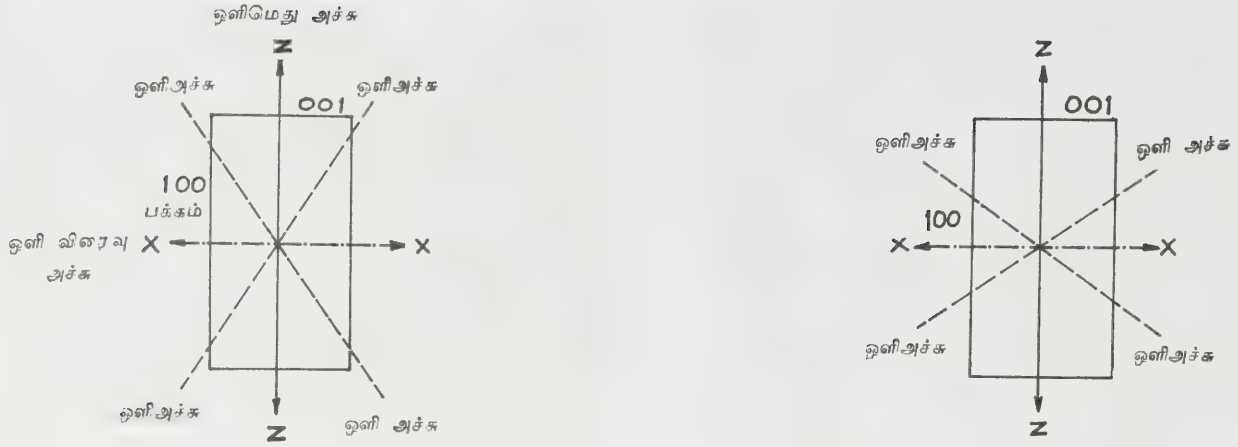 ஒளிமெது அச்சு
Z
ஒளிஅச்சு ஒளிஅச்சு
001
100
பக்கம்
ஒளி விரைவு X X
அச்சு
ஒளிஅச்சு ஒளி அச்சு
Z
Z
001
ஒளிஅச்சு ஒளி அச்சு
100
X X
ஒளிஅச்சு ஒளிஅச்சு
Z